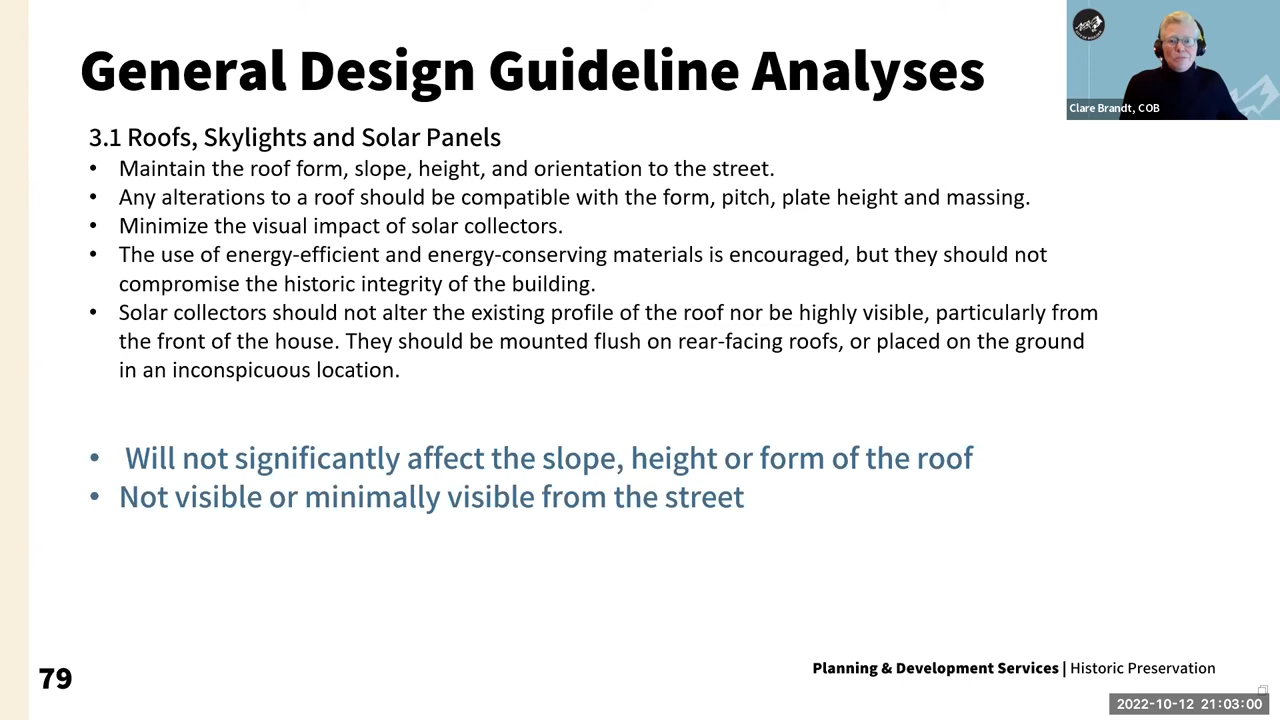 General Design Guideline Analyses
Clare Brandt, COB
3.1 Roofs, Skylights and Solar Panels
• Maintain the roof form, slope, height, and orientation to the street.
• Any alterations to a roof should be compatible with the form, pitch, plate height and massing.
• Minimize the visual impact of solar collectors.
• The use of energy-efficient and energy-conserving materials is encouraged, but they should not
compromise the historic integrity of the building.
• Solar collectors should not alter the existing profile of the roof nor be highly visible, particularly from
the front of the house. They should be mounted flush on rear-facing roofs, or placed on the ground
in an inconspicuous location.
• Will not significantly affect the slope, height or form of the roof
• Not visible or minimally visible from the street
79
Planning & Development Services | Historic Preservation
2022-10-12 21:03:00